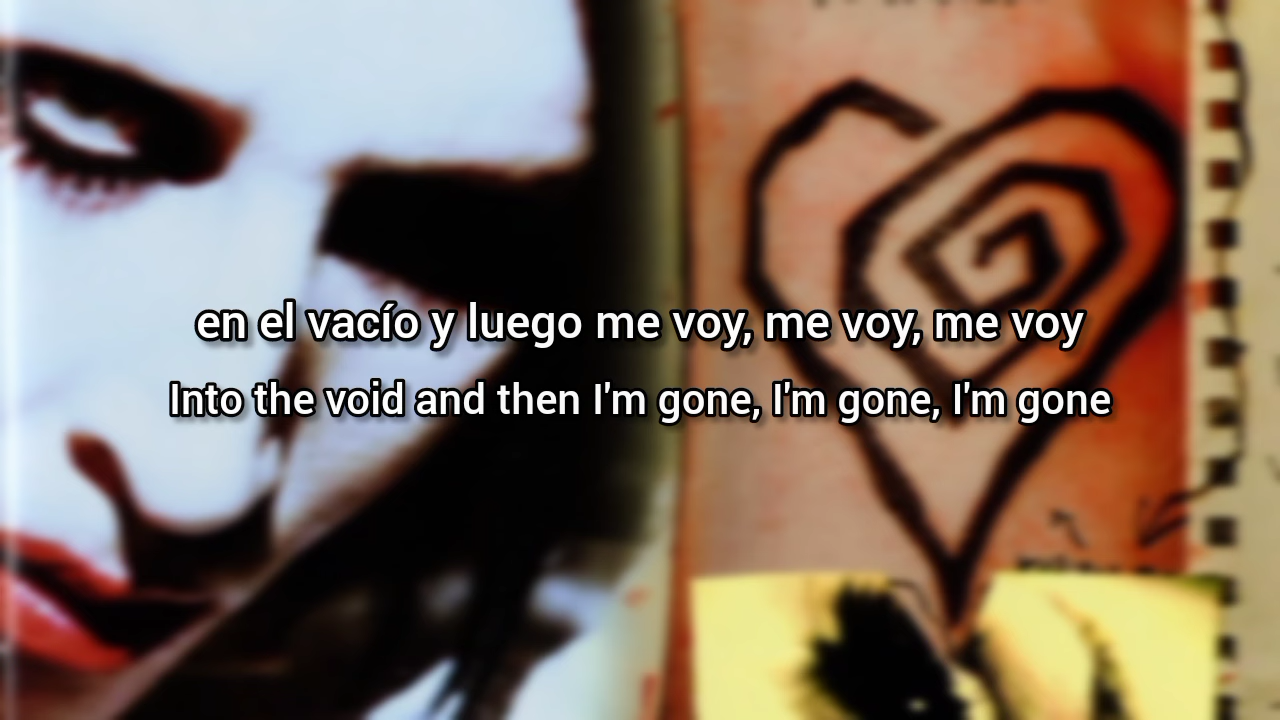 en el vacío y luego me voy, me voy, me voy
Into the void and then I'm gone, I'm gone, I'm gone